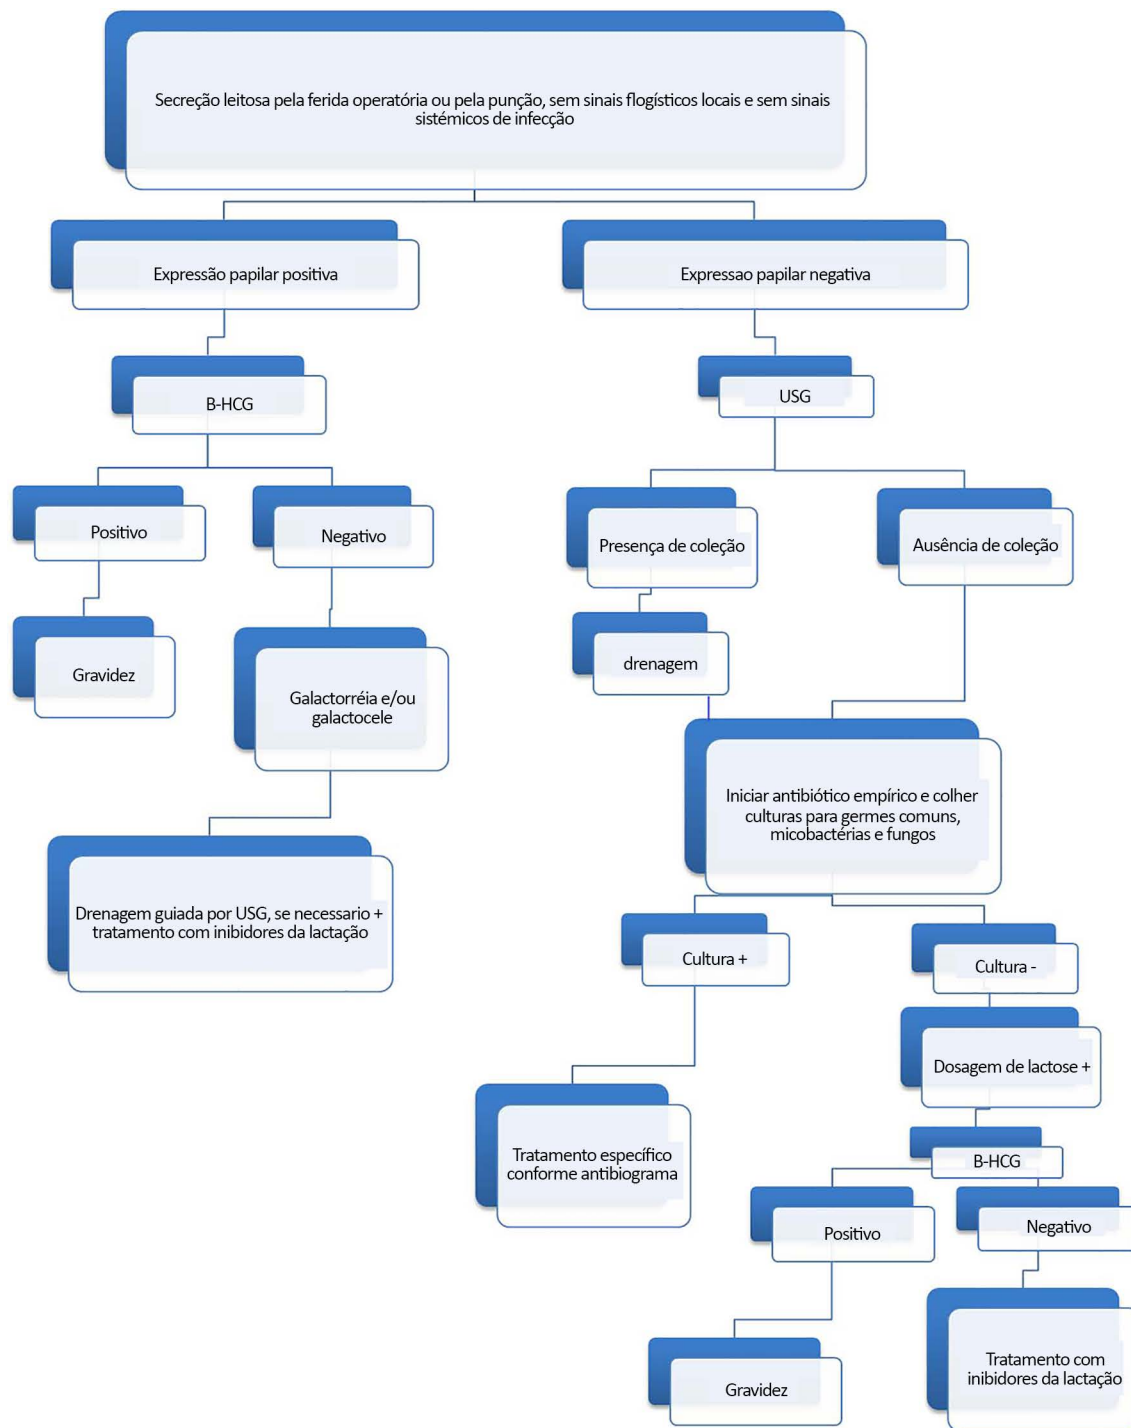 Secreção leitosa pela ferida operatória ou pela punção, sem sinais flogísticos locais e sem sinais
sistémicos de infecção
Expressão papilar positiva
Expressao papilar negativa
B-HCG
USG
Positivo
Negativo
Presença de coleção
Ausência de coleção
Gravidez
Galactorréia e/ou
galactocele
drenagem
Iniciar antibiótico empírico e colher
culturas para germes comuns,
micobactérias e fungos
Drenagem guiada por USG, se necessario +
tratamento com inibidores da lactação
Cultura +
Cultura -
Dosagem de lactose +
Tratamento específico
conforme antibiograma
B-HCG
Positivo
Negativo
Gravidez
Tratamento com
inibidores da lactação